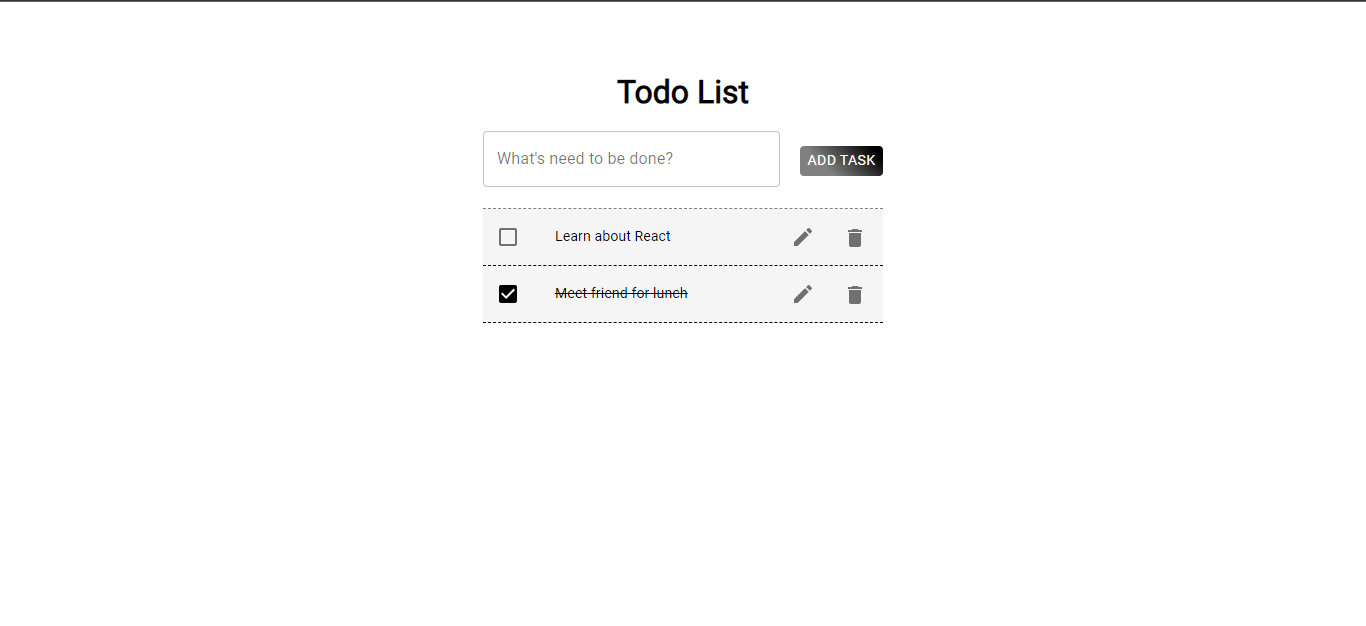 Todo List
What's need to be done?
ADD TASK
Learn about React
Meet friend for lunch